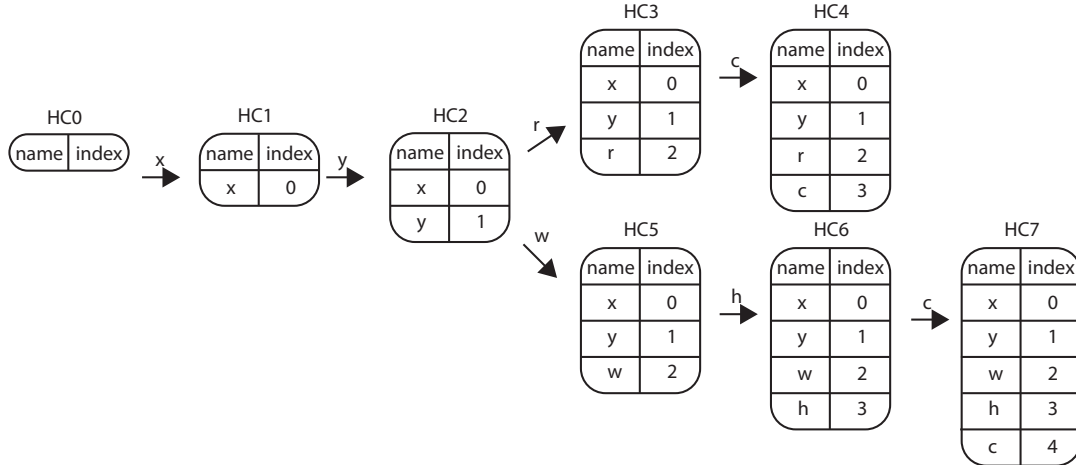 HC0
name index
x
HC1
name index
x 0
y
HC2
name index
x 0
y 1
r
HC3
name index
x 0
y 1
r 2
c
HC4
name index
x 0
y 1
r 2
c 3
w
HC5
name index
x 0
y 1
w 2
h
HC6
name index
x 0
y 1
w 2
h 3
c
HC7
name index
x 0
y 1
w 2
h 3
c 4